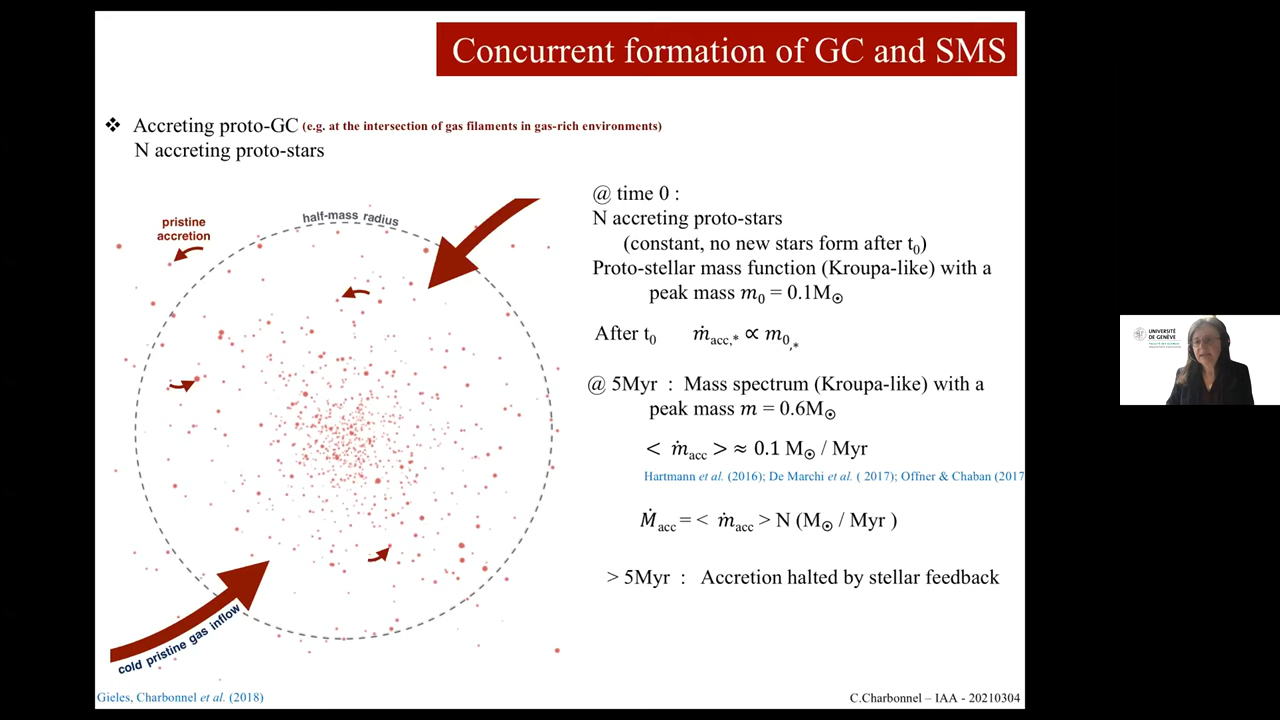 Concurrent formation of GC and SMS
❖ Accreting proto-GC (e.g. at the intersection of gas filaments in gas-rich environments)
N accreting proto-stars
@ time 0 :
N accreting proto-stars
(constant, no new stars form after t₀)
Proto-stellar mass function (Kroupa-like) with a
peak mass m₀ = 0.1M☉
After t₀ ṁacc,* ∝ m0,*
@ 5Myr : Mass spectrum (Kroupa-like) with a
peak mass m = 0.6M☉
< ṁacc > ≈ 0.1 M☉ / Myr
Hartmann et al. (2016); De Marchi et al. ( 2017); Offner & Chaban (2017
Ṁacc = < ṁacc > N (M☉ / Myr )
> 5Myr : Accretion halted by stellar feedback
half-mass radius
pristine
accretion
cold pristine gas inflow
Gieles, Charbonnel et al. (2018)
C.Charbonnel – IAA - 20210304
UNIVERSITÉ
DE GENÈVE